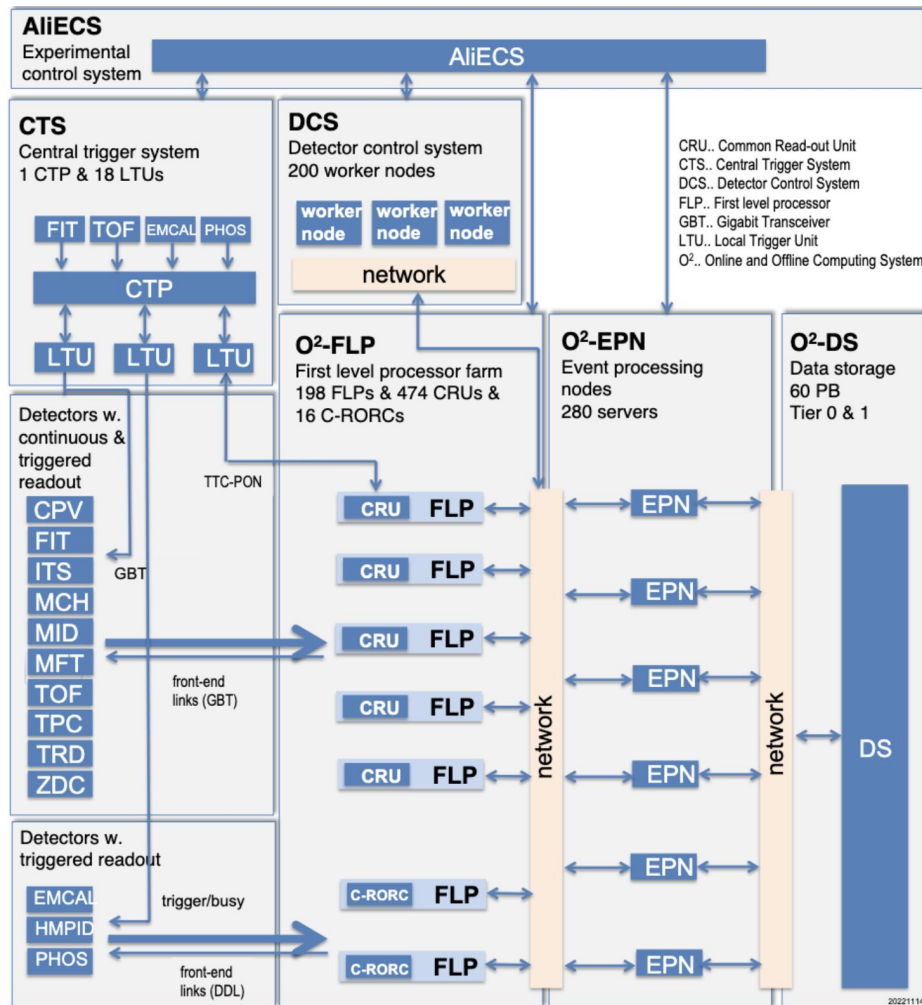 AliECS
Experimental
control system
AliECS
CTS
Central trigger system
1 CTP & 18 LTUs
FIT
TOF
EMCAL
PHOS
CTP
LTU
LTU
LTU
DCS
Detector control system
200 worker nodes
worker
node
worker
node
worker
node
network
CRU.. Common Read-out Unit
CTS.. Central Trigger System
DCS.. Detector Control System
FLP.. First level processor
GBT.. Gigabit Transceiver
LTU.. Local Trigger Unit
O².. Online and Offline Computing System
Detectors w.
continuous &
triggered
readout
CPV
FIT
ITS
MCH
MID
MFT
TOF
TPC
TRD
ZDC
GBT
TTC-PON
front-end
links (GBT)
Detectors w.
triggered readout
EMCAL
HMPID
PHOS
trigger/busy
front-end
links (DDL)
O²-FLP
First level processor farm
198 FLPs & 474 CRUs &
16 C-RORCs
CRU FLP
CRU FLP
CRU FLP
CRU FLP
CRU FLP
C-RORC FLP
C-RORC FLP
network
O²-EPN
Event processing
nodes
280 servers
EPN
EPN
EPN
EPN
EPN
EPN
network
O²-DS
Data storage
60 PB
Tier 0 & 1
DS
2022111